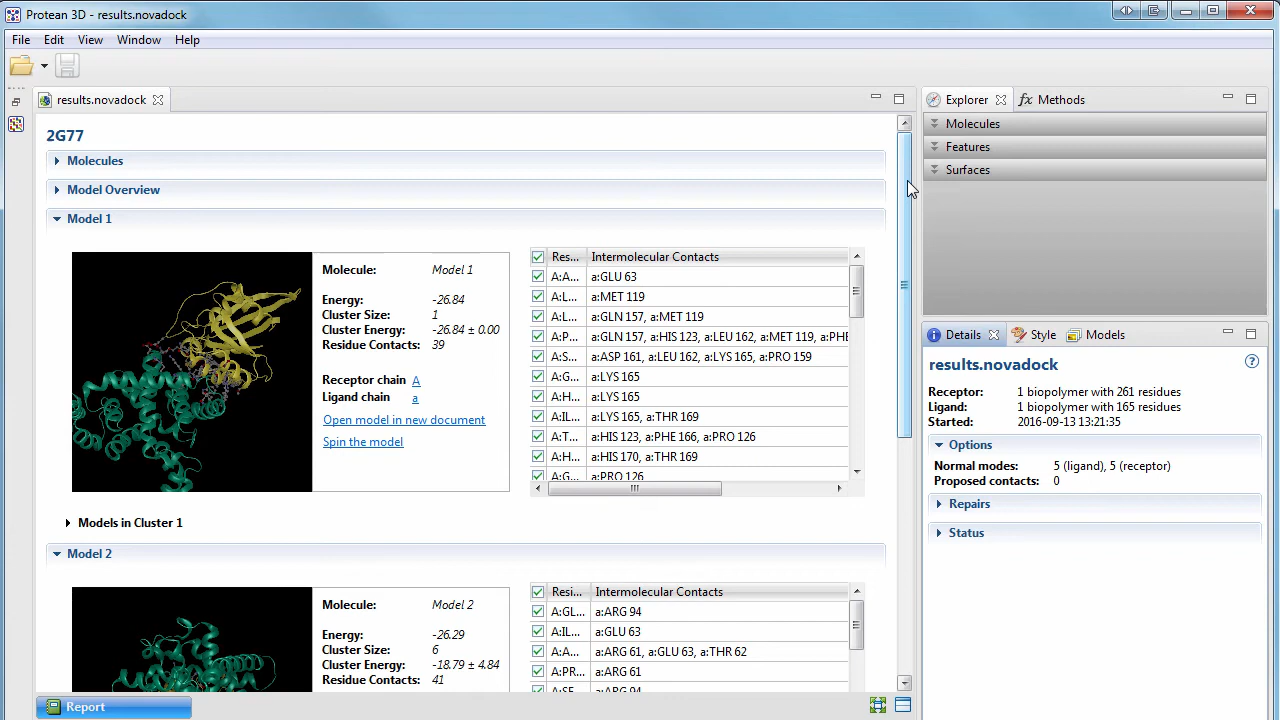 Protean 3D - results.novadock
File Edit View Window Help
results.novadock
2G77
Molecules
Model Overview
Model 1
Molecule: Model 1
Energy: -26.84
Cluster Size: 1
Cluster Energy: -26.84 ± 0.00
Residue Contacts: 39
Receptor chain A
Ligand chain a
Open model in new document
Spin the model
Res... Intermolecular Contacts
A:A... a:GLU 63
A:L... a:MET 119
A:L... a:GLN 157, a:MET 119
A:P... a:GLN 157, a:HIS 123, a:LEU 162, a:MET 119, a:PHE
A:S... a:ASP 161, a:LEU 162, a:LYS 165, a:PRO 159
A:G... a:LYS 165
A:H... a:LYS 165
A:IL... a:LYS 165, a:THR 169
A:T... a:HIS 123, a:PHE 166, a:PRO 126
A:H... a:HIS 170, a:THR 169
A:G... a:PRO 126
Models in Cluster 1
Model 2
Molecule: Model 2
Energy: -26.29
Cluster Size: 6
Cluster Energy: -18.79 ± 4.84
Residue Contacts: 41
Resi... Intermolecular Contacts
A:GL... a:ARG 94
A:IL... a:GLU 63
A:A... a:ARG 61, a:GLU 63, a:THR 62
A:PR... a:ARG 61
A:SE... a:ARG 94
Report
Explorer fx Methods
Molecules
Features
Surfaces
Details Style Models
results.novadock
Receptor: 1 biopolymer with 261 residues
Ligand: 1 biopolymer with 165 residues
Started: 2016-09-13 13:21:35
Options
Normal modes: 5 (ligand), 5 (receptor)
Proposed contacts: 0
Repairs
Status